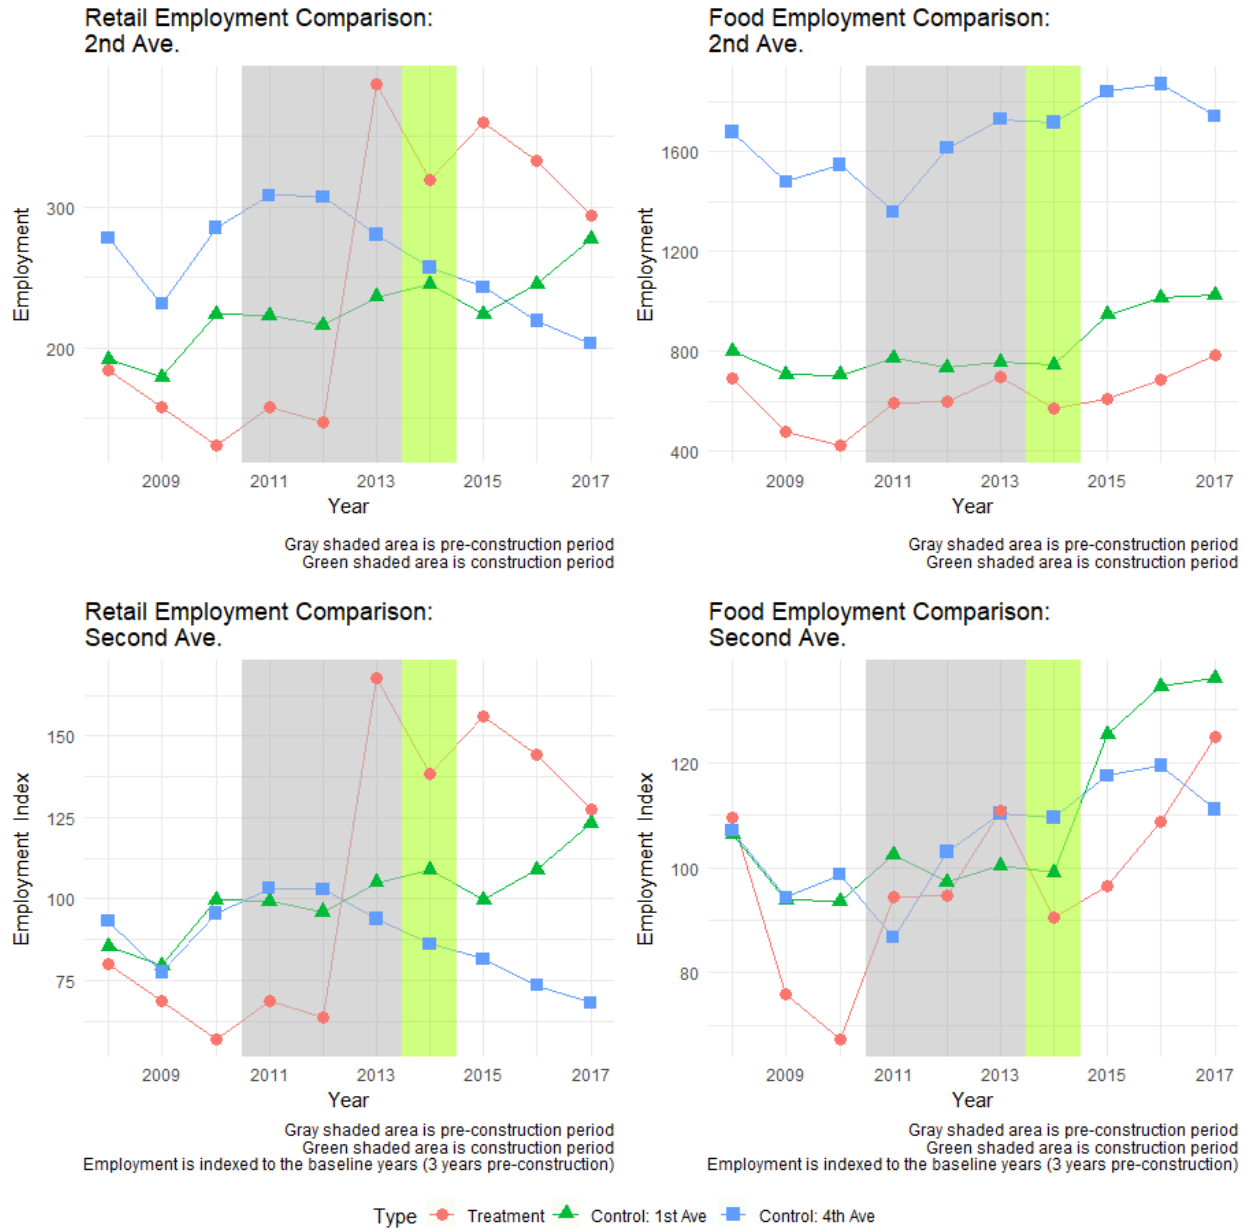 Retail Employment Comparison:
2nd Ave.
300
200
Employment
2009 2011 2013 2015 2017
Year
Gray shaded area is pre-construction period
Green shaded area is construction period
Food Employment Comparison:
2nd Ave.
1600
1200
800
400
Employment
2009 2011 2013 2015 2017
Year
Gray shaded area is pre-construction period
Green shaded area is construction period
Retail Employment Comparison:
Second Ave.
150
125
100
75
Employment Index
2009 2011 2013 2015 2017
Year
Gray shaded area is pre-construction period
Green shaded area is construction period
Employment is indexed to the baseline years (3 years pre-construction)
Food Employment Comparison:
Second Ave.
120
100
80
Employment Index
2009 2011 2013 2015 2017
Year
Gray shaded area is pre-construction period
Green shaded area is construction period
Employment is indexed to the baseline years (3 years pre-construction)
Type Treatment Control: 1st Ave Control: 4th Ave